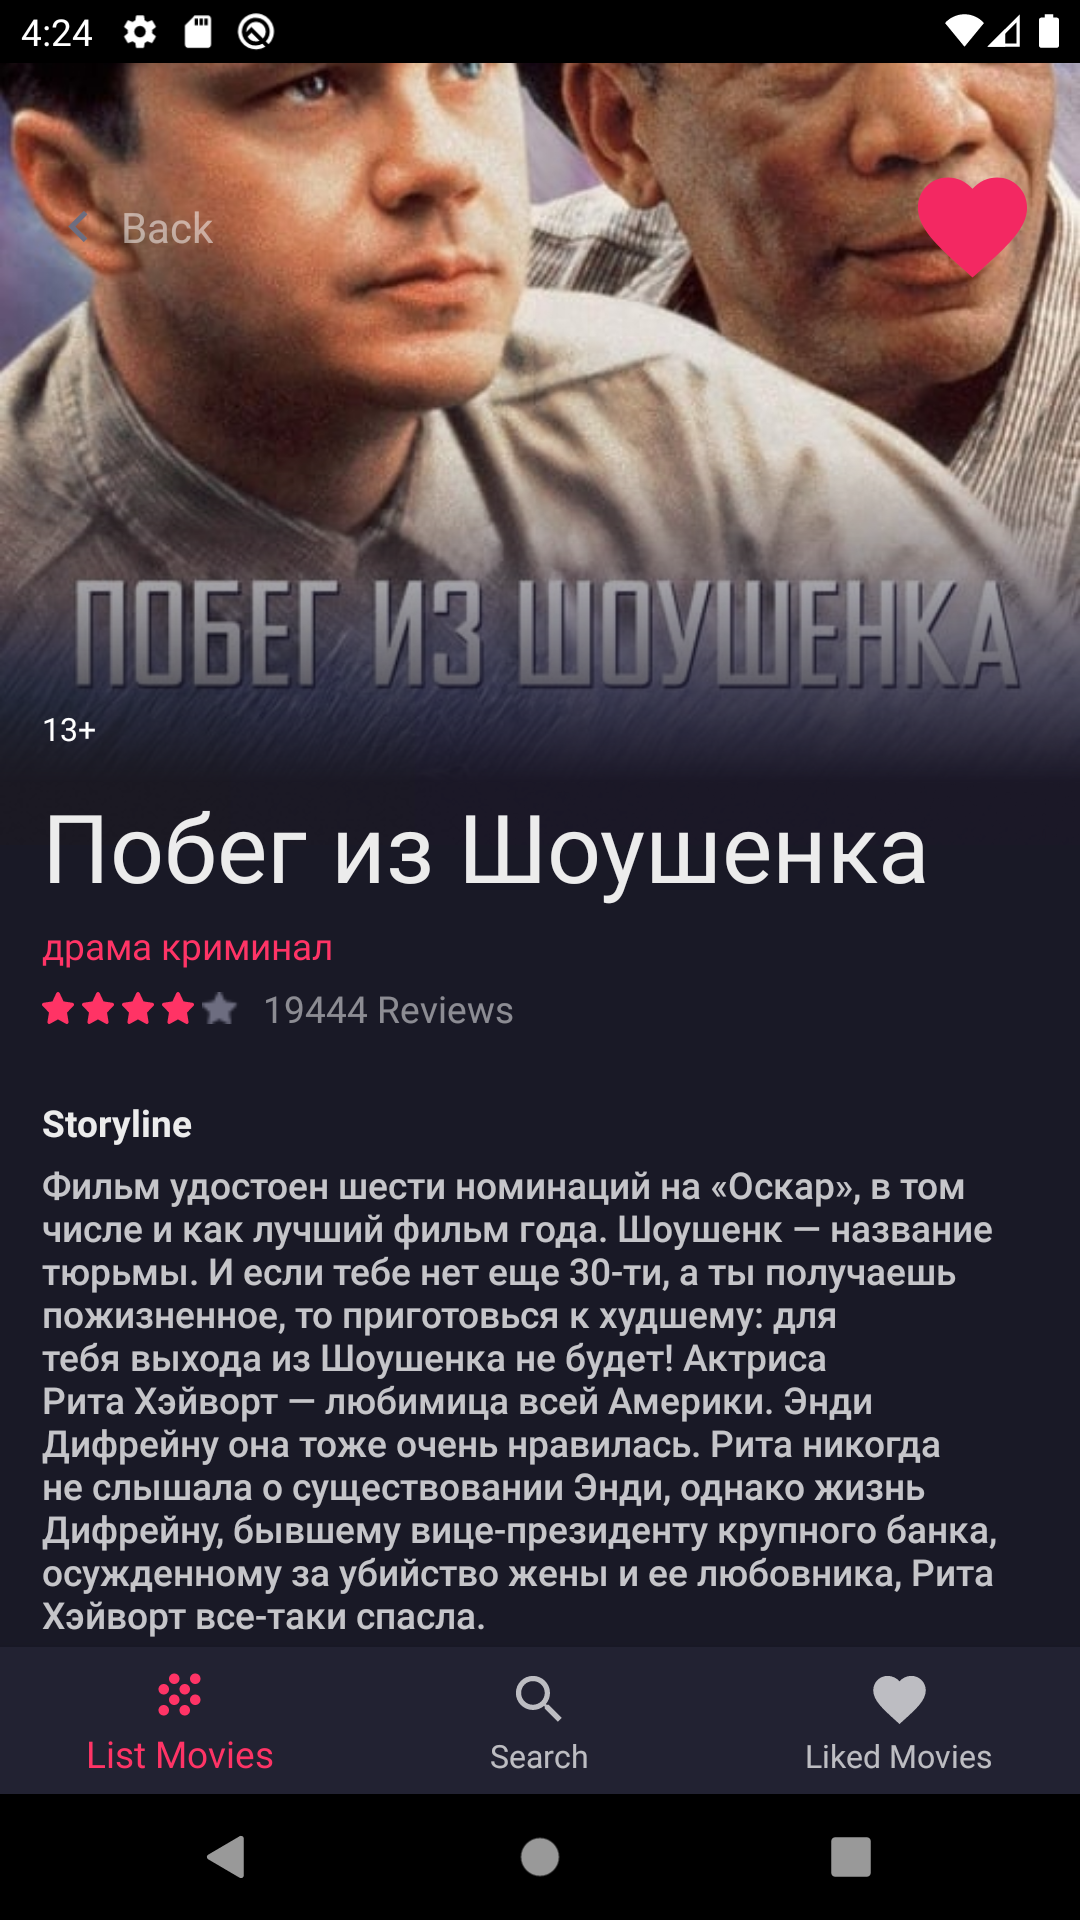 4:24
Back
ПОБЕГ ИЗ ШОУШЕНКА
13+
Побег из Шоушенка
драма криминал
19444 Reviews
Storyline
Фильм удостоен шести номинаций на «Оскар», в том
числе и как лучший фильм года. Шоушенк — название
тюрьмы. И если тебе нет еще 30-ти, а ты получаешь
пожизненное, то приготовься к худшему: для
тебя выхода из Шоушенка не будет! Актриса
Рита Хэйворт — любимица всей Америки. Энди
Дифрейну она тоже очень нравилась. Рита никогда
не слышала о существовании Энди, однако жизнь
Дифрейну, бывшему вице-президенту крупного банка,
осужденному за убийство жены и ее любовника, Рита
Хэйворт все-таки спасла.
List Movies
Search
Liked Movies